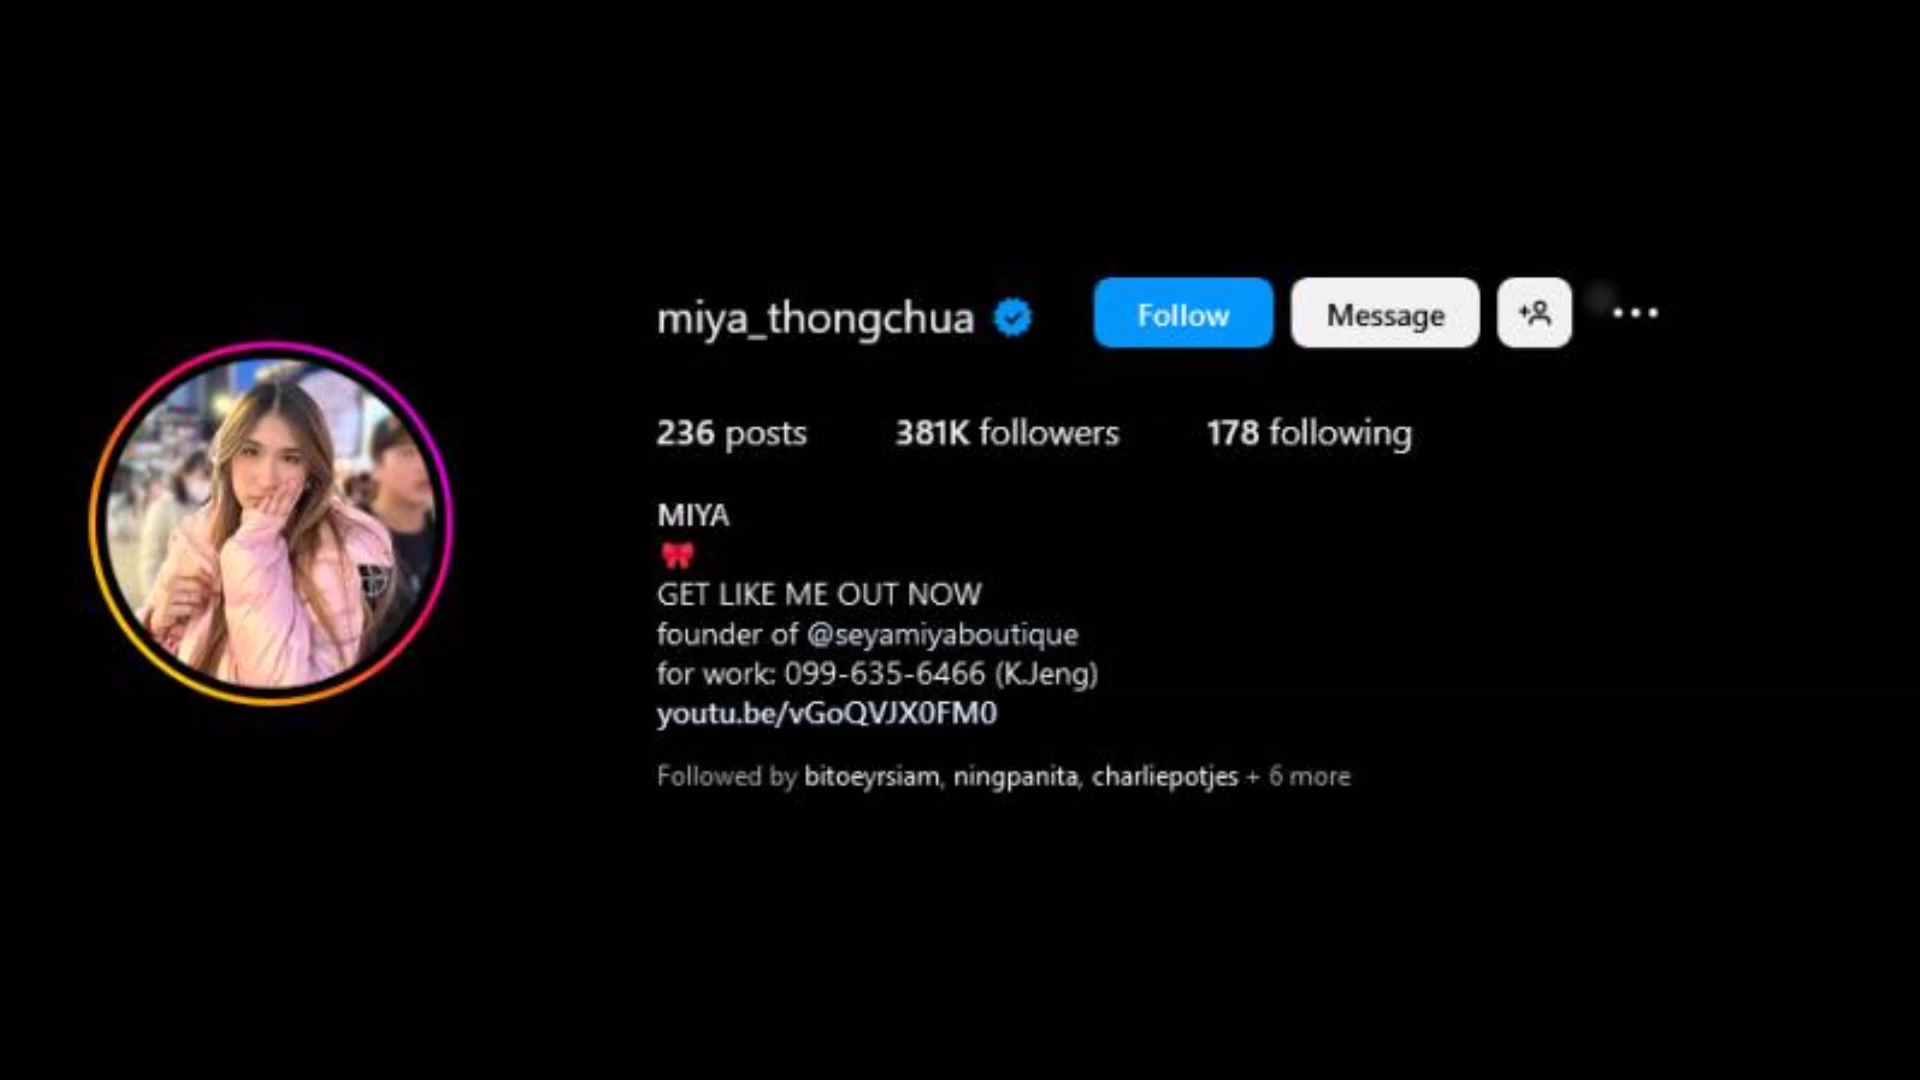 miya_thongchua Follow Message
236 posts 381K followers 178 following
MIYA
🎀
GET LIKE ME OUT NOW
founder of @seyamiyaboutique
for work: 099-635-6466 (K.Jeng)
youtu.be/vGoQVJX0FM0
Followed by bitoeyrsiam, ningpanita, charliepotjes + 6 more